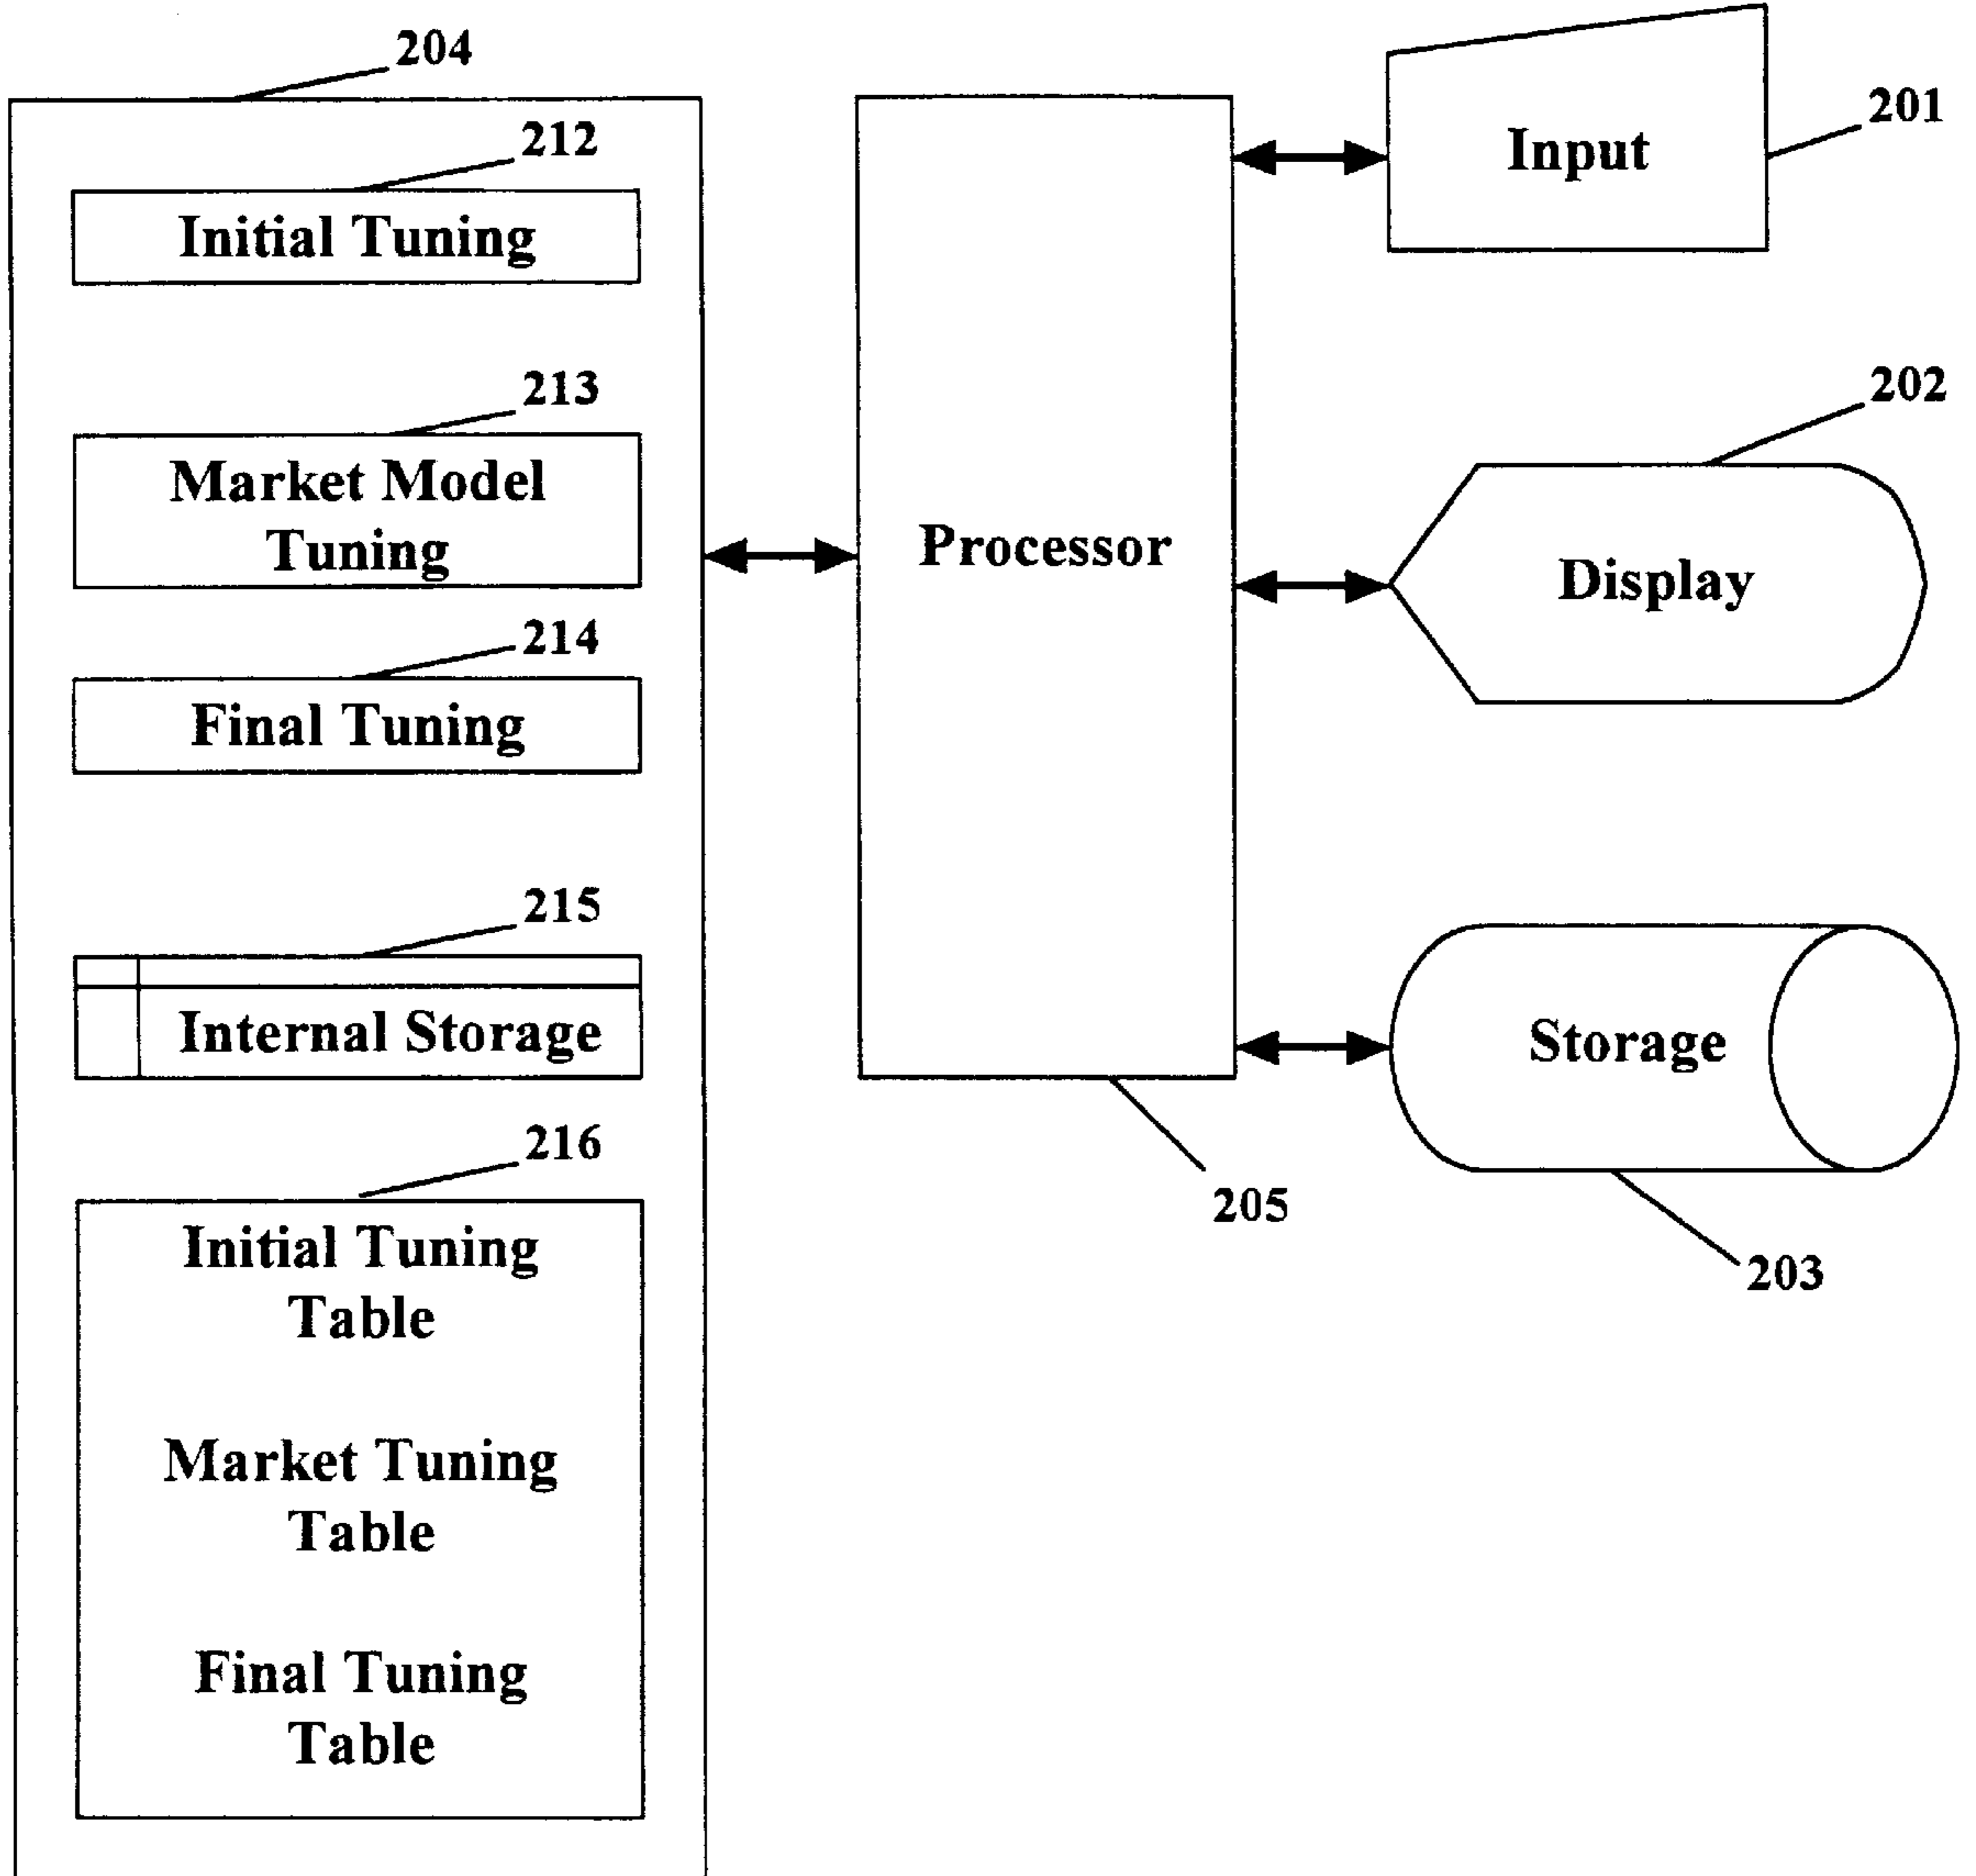 204
212
Initial Tuning
213
Market Model
Tuning
214
Final Tuning
215
Internal Storage
216
Initial Tuning
Table
Market Tuning
Table
Final Tuning
Table
Processor
205
Input
201
202
Display
Storage
203